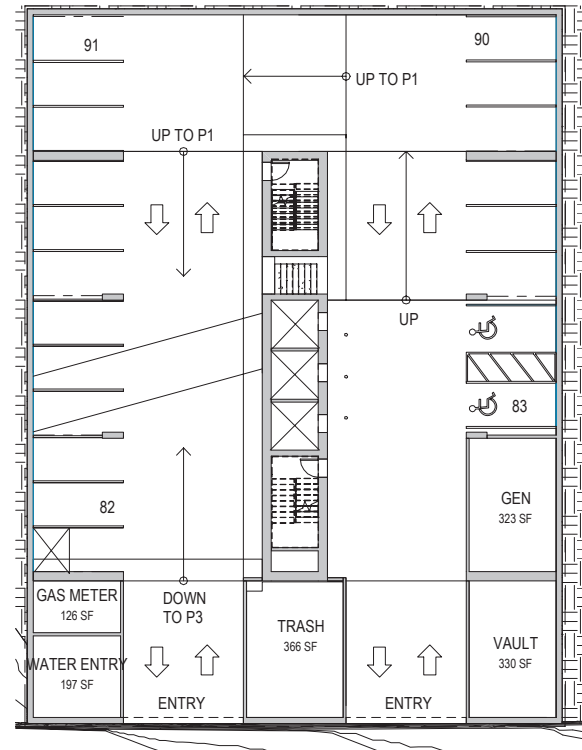 91
90
UP TO P1
UP TO P1
UP
83
82
GEN
323 SF
GAS METER
126 SF
DOWN
TO P3
TRASH
366 SF
VAULT
330 SF
WATER ENTRY
197 SF
ENTRY
ENTRY